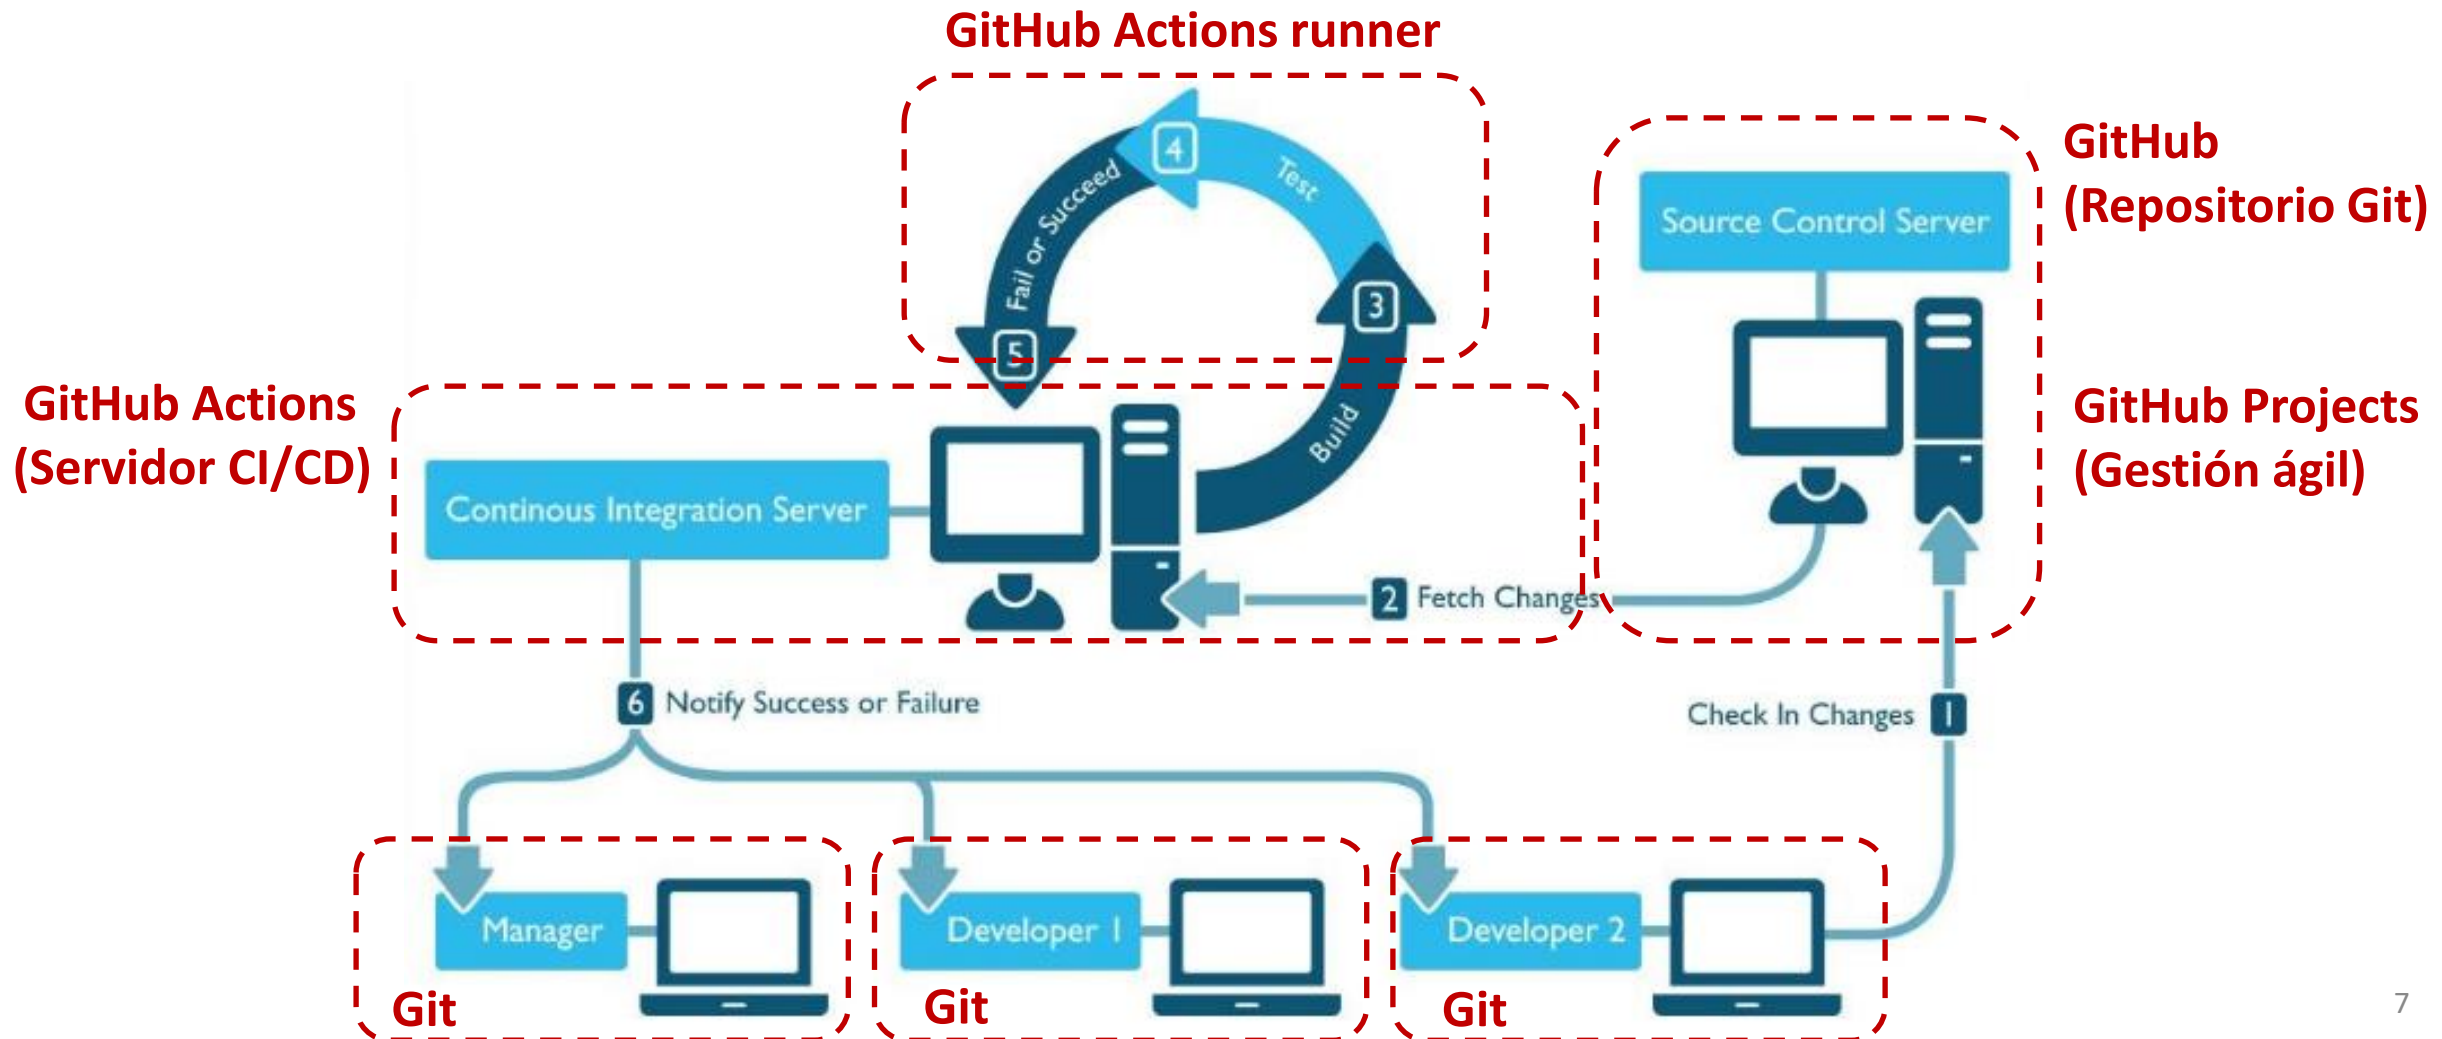 GitHub Actions runner
4
Test
Fail or Succeed
3
5
Build
GitHub
(Repositorio Git)
Source Control Server
GitHub Actions
(Servidor CI/CD)
GitHub Projects
(Gestión ágil)
Continous Integration Server
2 Fetch Changes
6 Notify Success or Failure
Check In Changes 1
Manager
Developer 1
Developer 2
Git
Git
Git
7